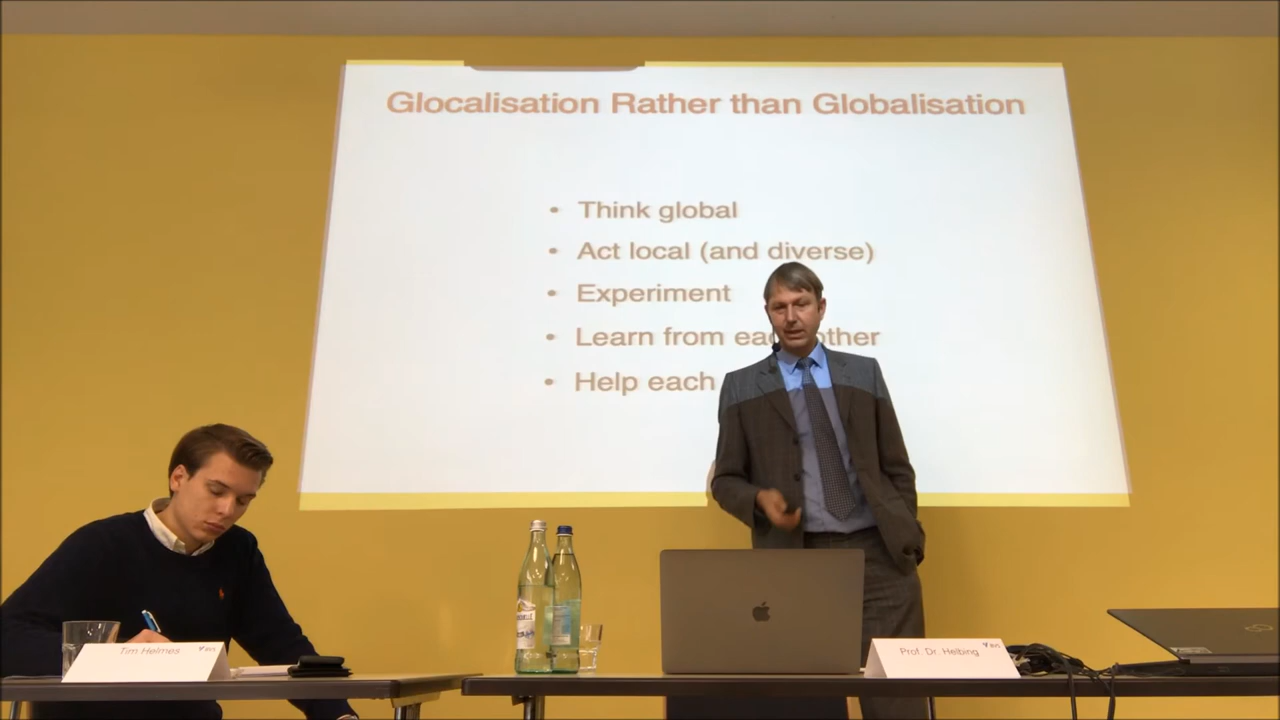 Glocalisation Rather than Globalisation
• Think global
• Act local (and diverse)
• Experiment
• Learn from each other
• Help each
Tim Helmes
Prof. Dr. Helbing